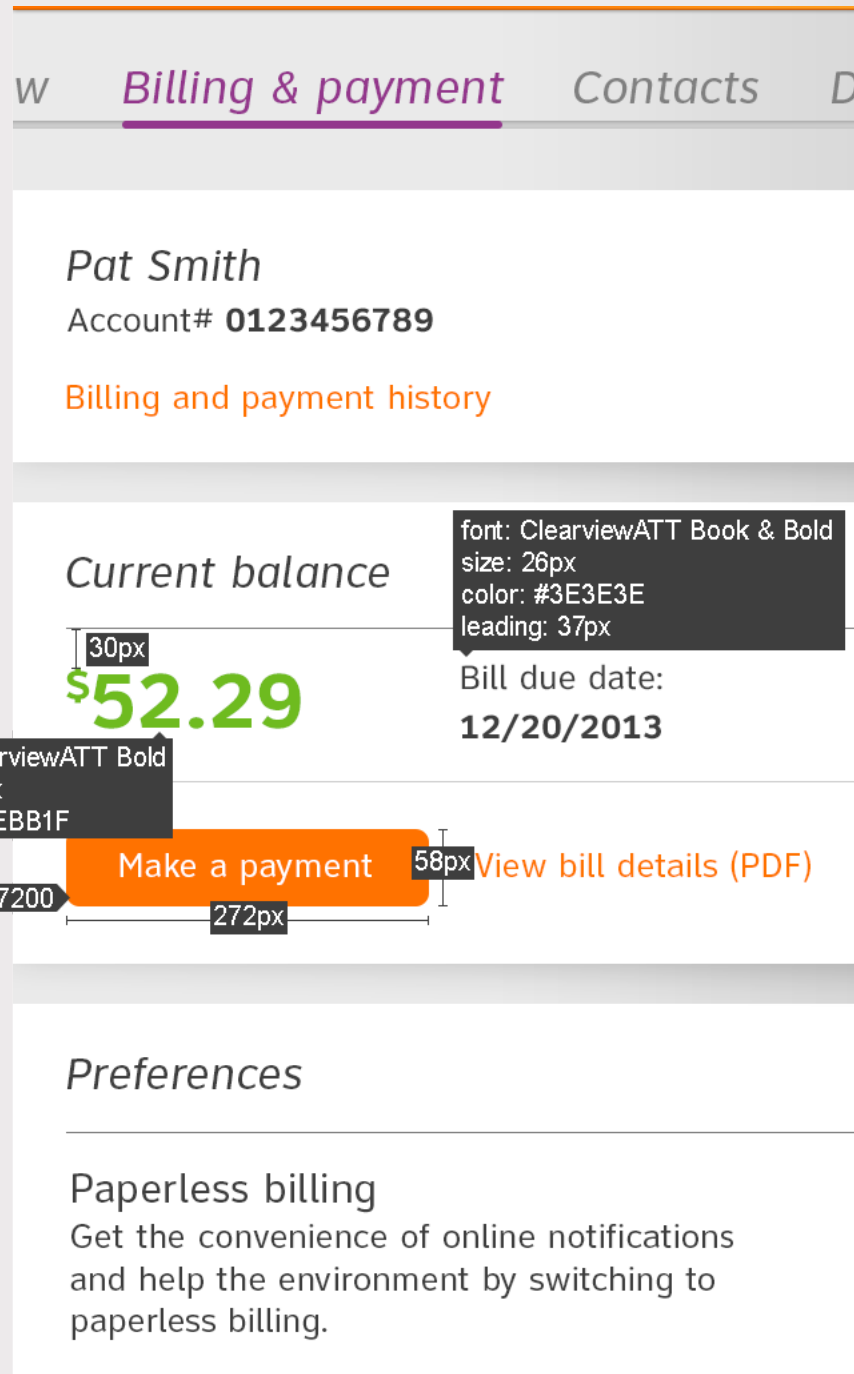 w Billing & payment Contacts D
Pat Smith
Account# 0123456789
Billing and payment history
Current balance
font: ClearviewATT Book & Bold
size: 26px
color: #3E3E3E
leading: 37px
30px
$52.29
Bill due date:
12/20/2013
rviewATT Bold
EBB1F
Make a payment
58px
View bill details (PDF)
7200
272px
Preferences
Paperless billing
Get the convenience of online notifications
and help the environment by switching to
paperless billing.